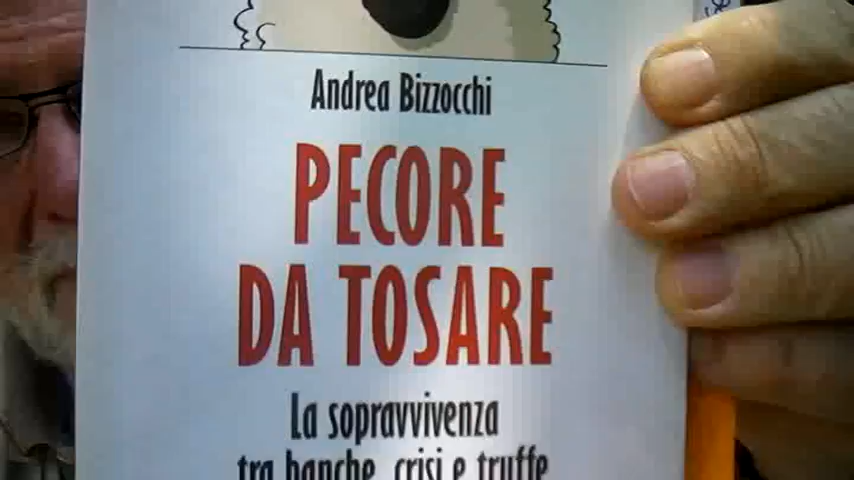 Andrea Bizzocchi
PECORE
DA TOSARE
La sopravvivenza
tra banche, crisi e truffe